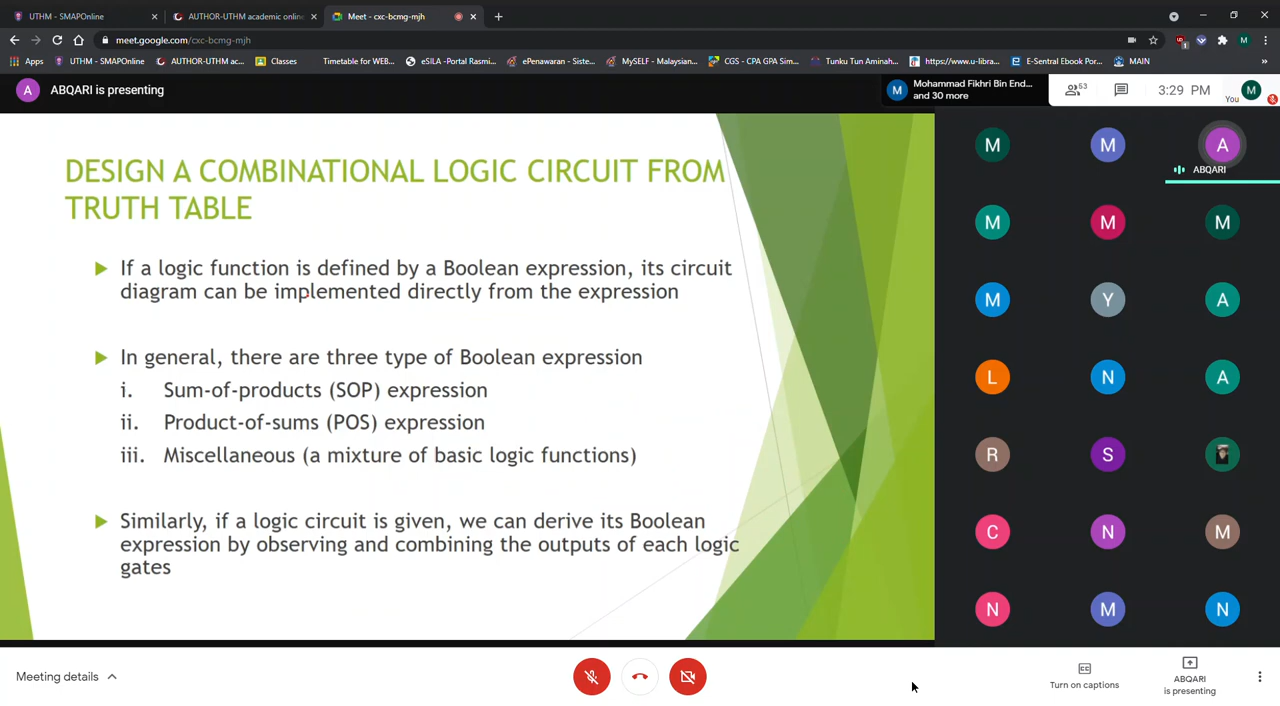 UTHM - SMAPOnline
AUTHOR-UTHM academic onlin
Meet - cxc-bcmg-mjh
meet.google.com/cxc-bcmg-mjh
Apps
UTHM - SMAPOnline
AUTHOR-UTHM ac...
Classes
Timetable for WEB...
eSILA -Portal Rasmi...
ePenawaran - Siste...
MySELF - Malaysian...
CGS - CPA GPA Sim...
Tunku Tun Aminah...
https://www.u-libra...
E-Sentral Ebook Por...
MAIN
»
A
ABQARI is presenting
M
Mohammad Fikhri Bin End...
and 30 more
53
3:29 PM
You
M
DESIGN A COMBINATIONAL LOGIC CIRCUIT FROM
TRUTH TABLE
If a logic function is defined by a Boolean expression, its circuit
diagram can be implemented directly from the expression
In general, there are three type of Boolean expression
i. Sum-of-products (SOP) expression
ii. Product-of-sums (POS) expression
iii. Miscellaneous (a mixture of basic logic functions)
Similarly, if a logic circuit is given, we can derive its Boolean
expression by observing and combining the outputs of each logic
gates
M M A
ABQARI
M M M
M Y A
L N A
R S
C N M
N M N
Meeting details
Turn on captions
ABQARI
is presenting